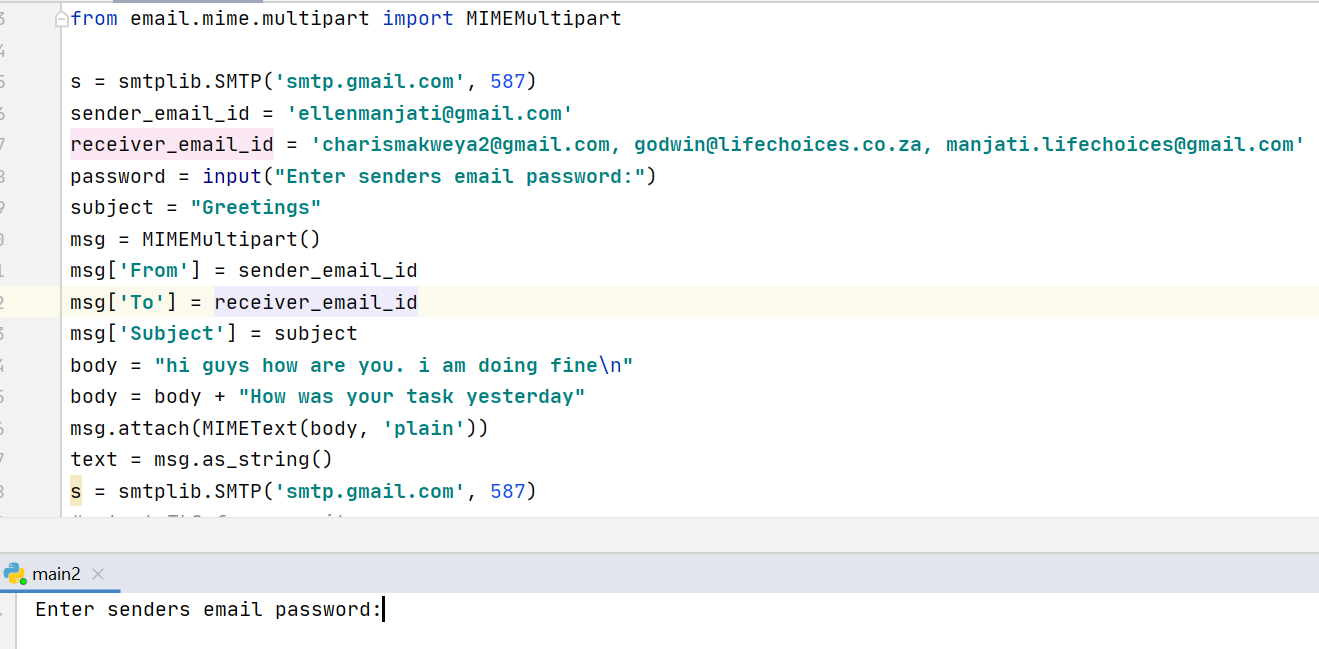 from email.mime.multipart import MIMEMultipart
s = smtplib.SMTP('smtp.gmail.com', 587)
sender_email_id = 'ellenmanjati@gmail.com'
receiver_email_id = 'charismakweya2@gmail.com, godwin@lifechoices.co.za, manjati.lifechoices@gmail.com'
password = input("Enter senders email password:")
subject = "Greetings"
msg = MIMEMultipart()
msg['From'] = sender_email_id
msg['To'] = receiver_email_id
msg['Subject'] = subject
body = "hi guys how are you. i am doing fine\n"
body = body + "How was your task yesterday"
msg.attach(MIMEText(body, 'plain'))
text = msg.as_string()
s = smtplib.SMTP('smtp.gmail.com', 587)
main2
Enter senders email password: